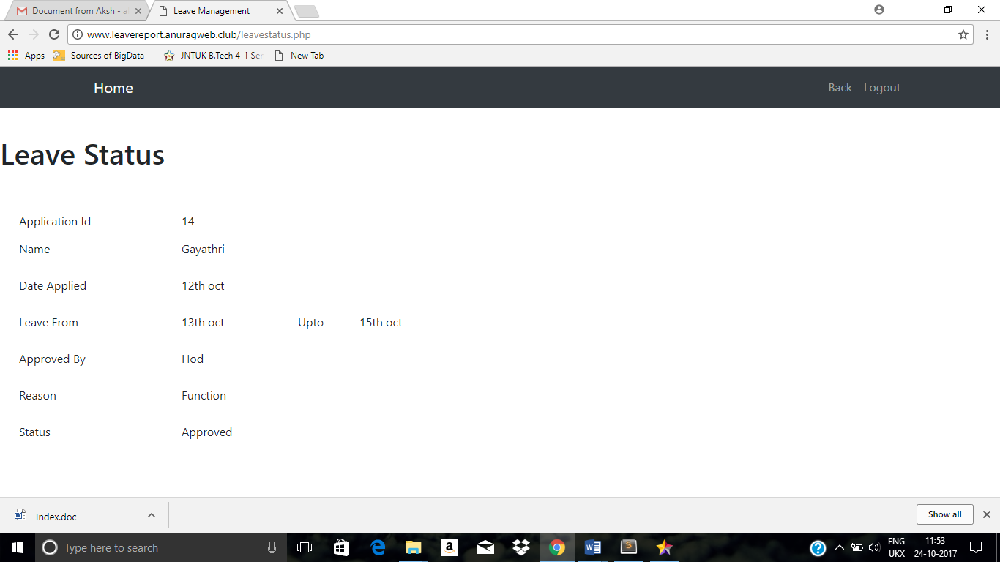 Document from Aksh - a
Leave Management
www.leavereport.anuragweb.club/leavestatus.php
Apps Sources of BigData – JNTUK B.Tech 4-1 Ser New Tab
Home Back Logout
Leave Status
Application Id 14
Name Gayathri
Date Applied 12th oct
Leave From 13th oct Upto 15th oct
Approved By Hod
Reason Function
Status Approved
Index.doc Show all
Type here to search
ENG 11:53
UKX 24-10-2017